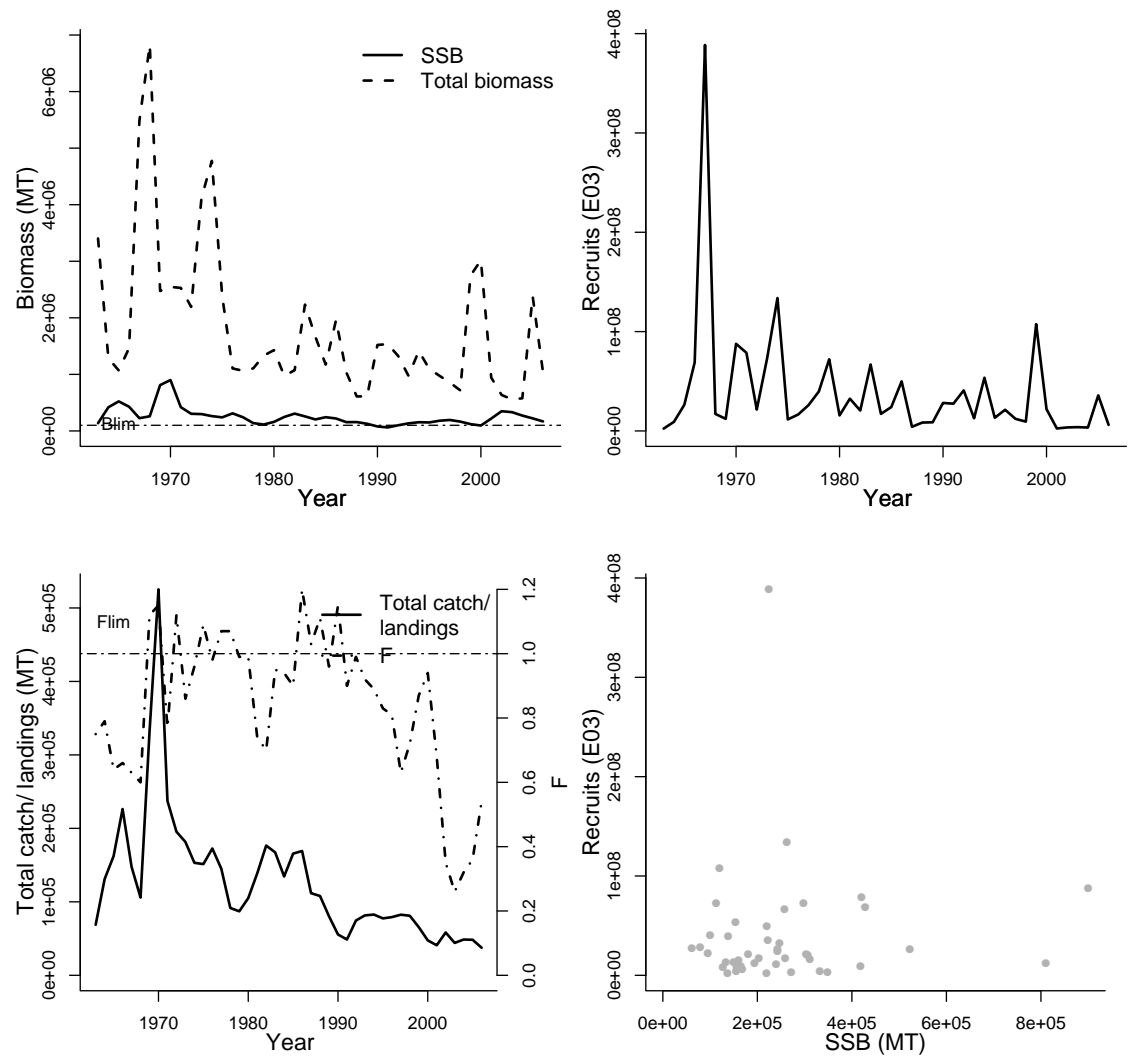 SSB
Total biomass
Biomass (MT)
0e+00
2e+06
4e+06
6e+06
Blim
1970
1980
1990
2000
Year
Recruits (E03)
0e+00
1e+08
2e+08
3e+08
4e+08
1970
1980
1990
2000
Year
Total catch/
landings
F
Flim
Total catch/ landings (MT)
0e+00
1e+05
2e+05
3e+05
4e+05
5e+05
0.0
0.2
0.4
0.6
0.8
1.0
1.2
F
1970
1980
1990
2000
Year
Recruits (E03)
0e+00
1e+08
2e+08
3e+08
4e+08
0e+00
2e+05
4e+05
6e+05
8e+05
SSB (MT)